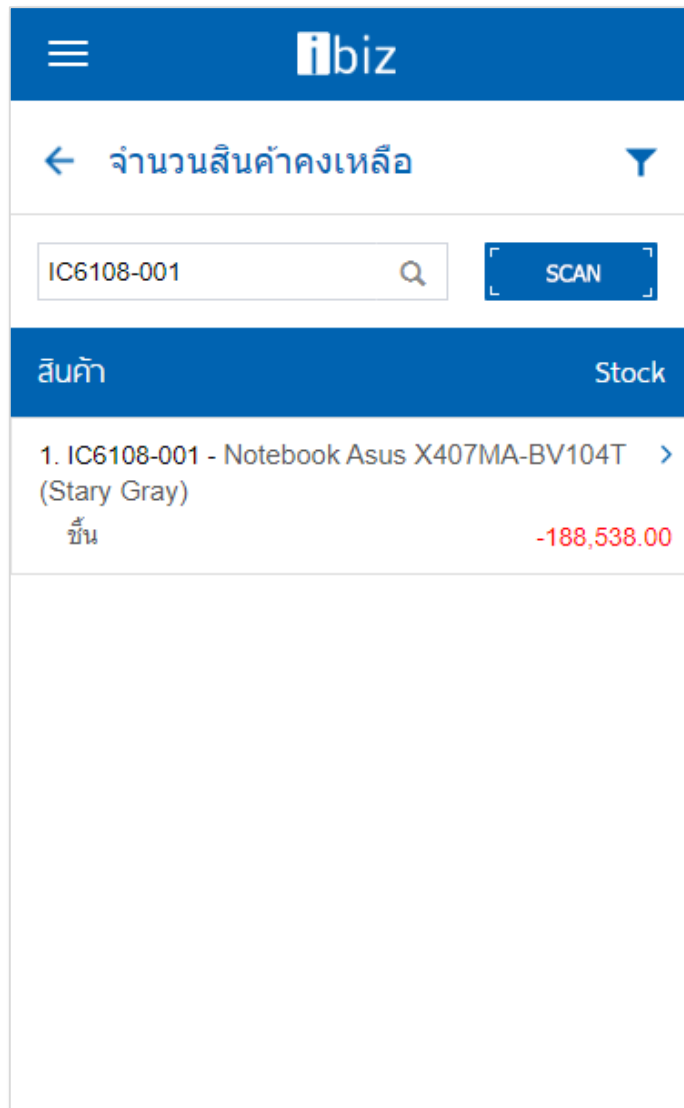 ibiz
จำนวนสินค้าคงเหลือ
IC6108-001 SCAN
สินค้า Stock
1. IC6108-001 - Notebook Asus X407MA-BV104T
(Stary Gray)
ชิ้น -188,538.00